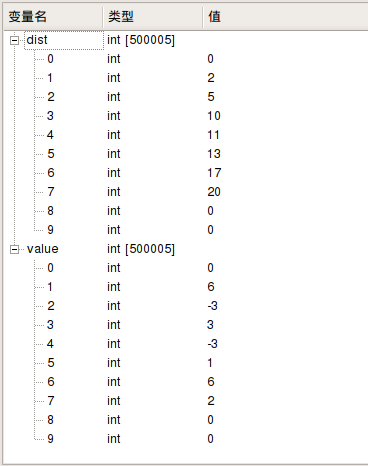 变量名 类型 值
dist int [500005]
0 int 0
1 int 2
2 int 5
3 int 10
4 int 11
5 int 13
6 int 17
7 int 20
8 int 0
9 int 0
value int [500005]
0 int 0
1 int 6
2 int -3
3 int 3
4 int -3
5 int 1
6 int 6
7 int 2
8 int 0
9 int 0